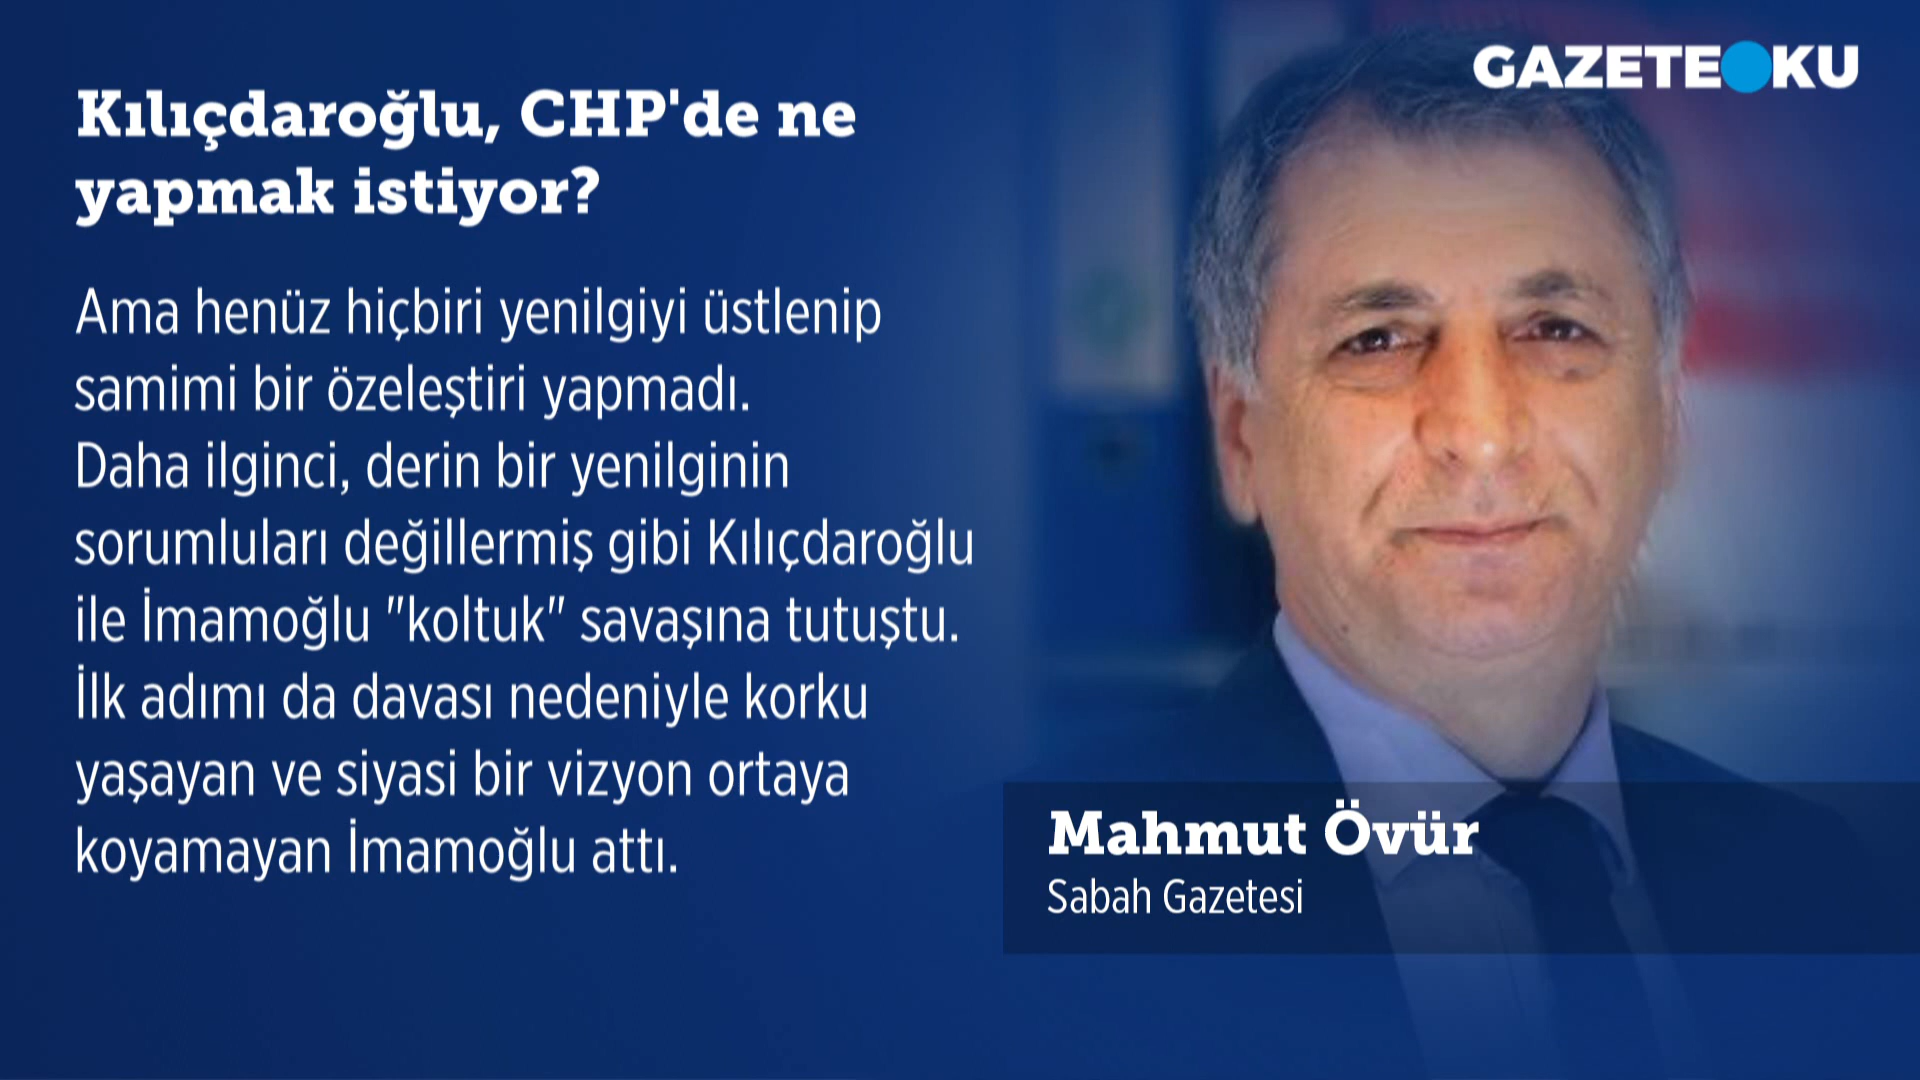 GAZETE KU
Kılıçdaroğlu, CHP'de ne
yapmak istiyor?
Ama henüz hiçbiri yenilgiyi üstlenip
samimi bir özeleştiri yapmadı.
Daha ilginci, derin bir yenilginin
sorumluları değillermiş gibi Kılıçdaroğlu
ile İmamoğlu "koltuk" savaşına tutuştu.
İlk adımı da davası nedeniyle korku
yaşayan ve siyasi bir vizyon ortaya
koyamayan İmamoğlu attı.
Mahmut Övür
Sabah Gazetesi